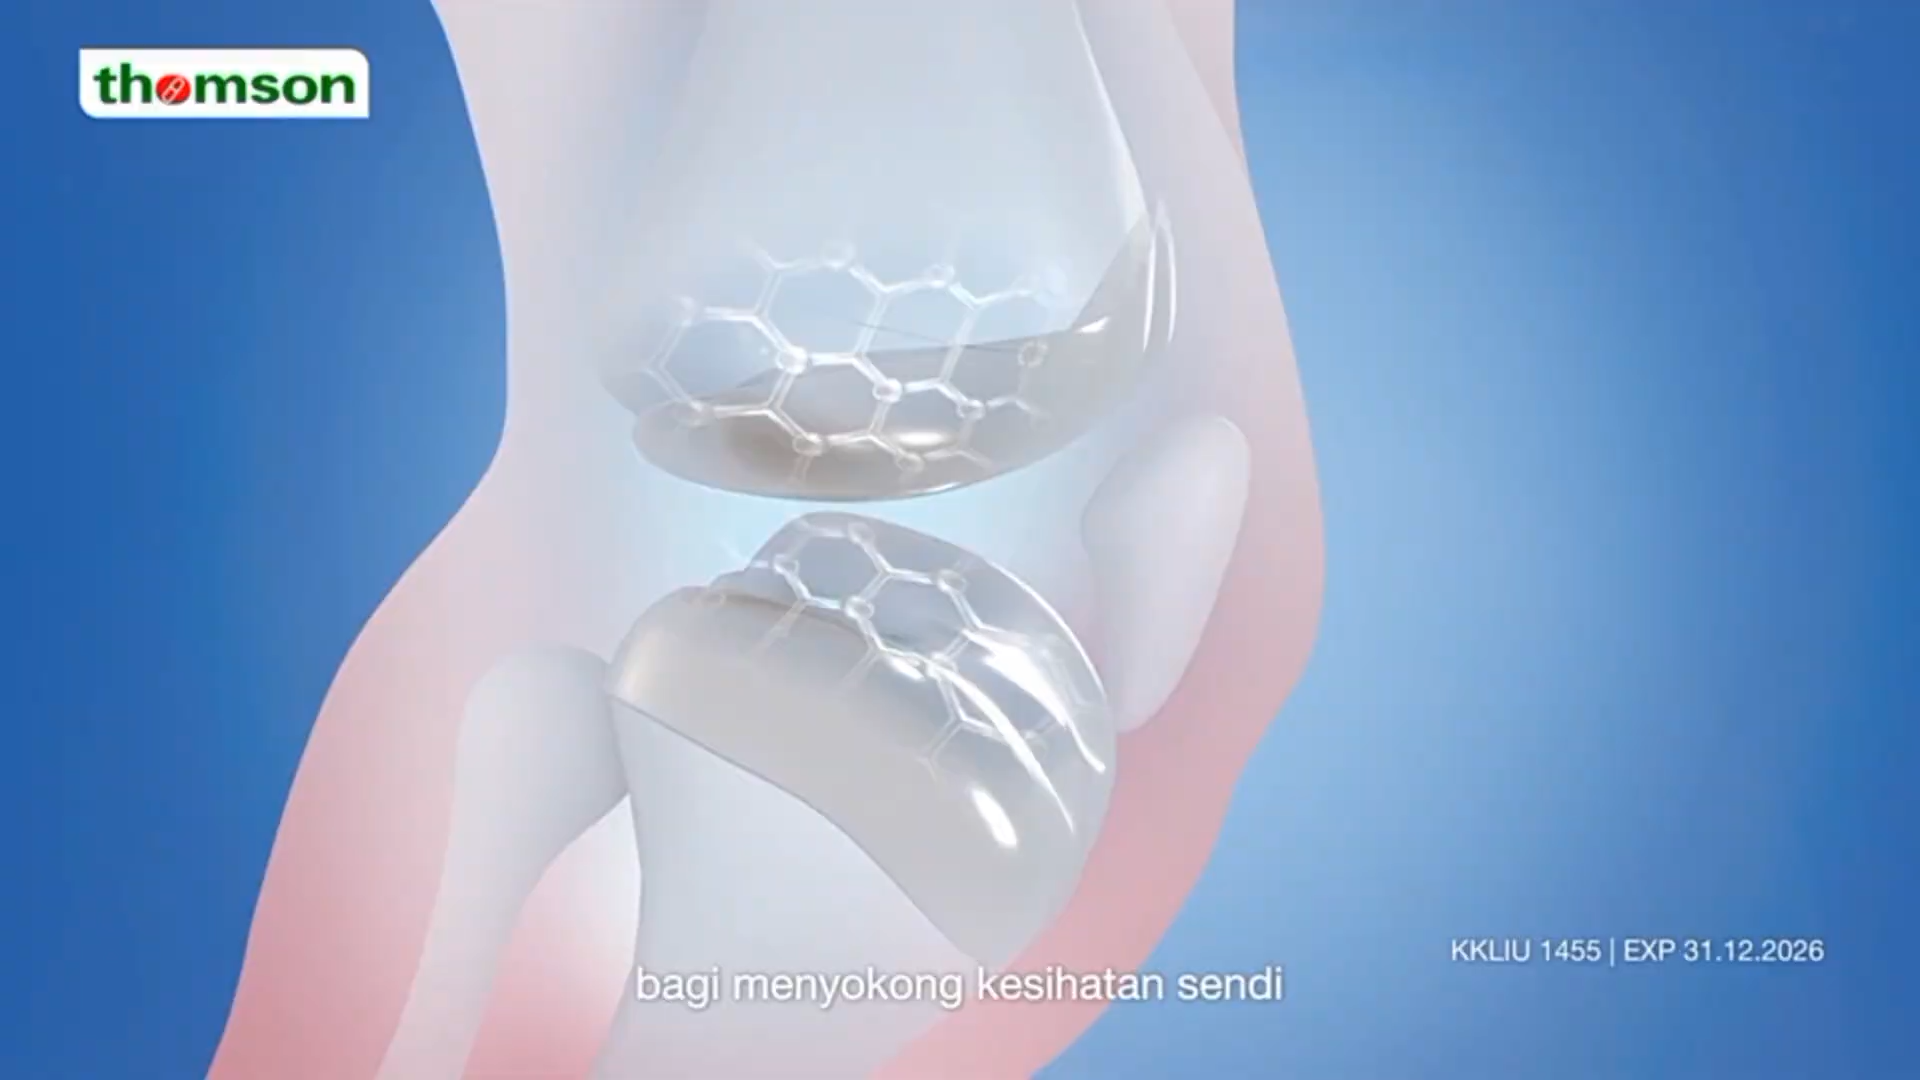 thomson
KKLIU 1455 | EXP 31.12.2026
bagi menyokong kesihatan sendi